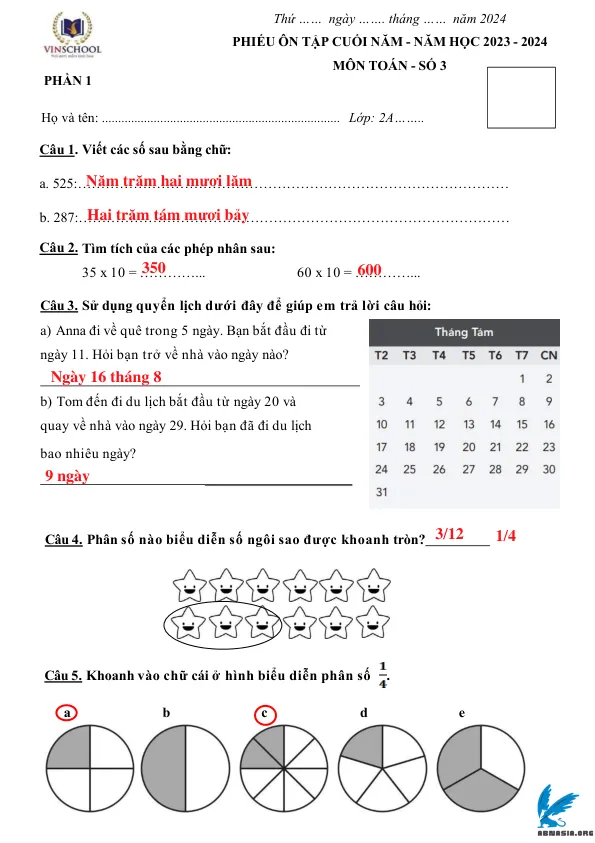 Thứ …… ngày ……. tháng …… năm 2024
VINSCHOOL
PHIẾU ÔN TẬP CUỐI NĂM - NĂM HỌC 2023 - 2024
MÔN TOÁN - SỐ 3
PHẦN 1
Họ và tên: ........................................................................ Lớp: 2A……..
Câu 1. Viết các số sau bằng chữ:
a. 525:…Năm trăm hai mươi lăm……………………………………………
b. 287:…Hai trăm tám mươi bảy……………………………………………
Câu 2. Tìm tích của các phép nhân sau:
35 x 10 = 350…………... 60 x 10 = 600…………...
Câu 3. Sử dụng quyển lịch dưới đây để giúp em trả lời câu hỏi:
a) Anna đi về quê trong 5 ngày. Bạn bắt đầu đi từ
ngày 11. Hỏi bạn trở về nhà vào ngày nào?
Ngày 16 tháng 8
b) Tom đến đi du lịch bắt đầu từ ngày 20 và
quay về nhà vào ngày 29. Hỏi bạn đã đi du lịch
bao nhiêu ngày?
9 ngày
Tháng Tám
T2 T3 T4 T5 T6 T7 CN
1 2
3 4 5 6 7 8 9
10 11 12 13 14 15 16
17 18 19 20 21 22 23
24 25 26 27 28 29 30
31
Câu 4. Phân số nào biểu diễn số ngôi sao được khoanh tròn? 3/12 1/4
Câu 5. Khoanh vào chữ cái ở hình biểu diễn phân số 1/4.
a b c d e
ABNASIA.ORG